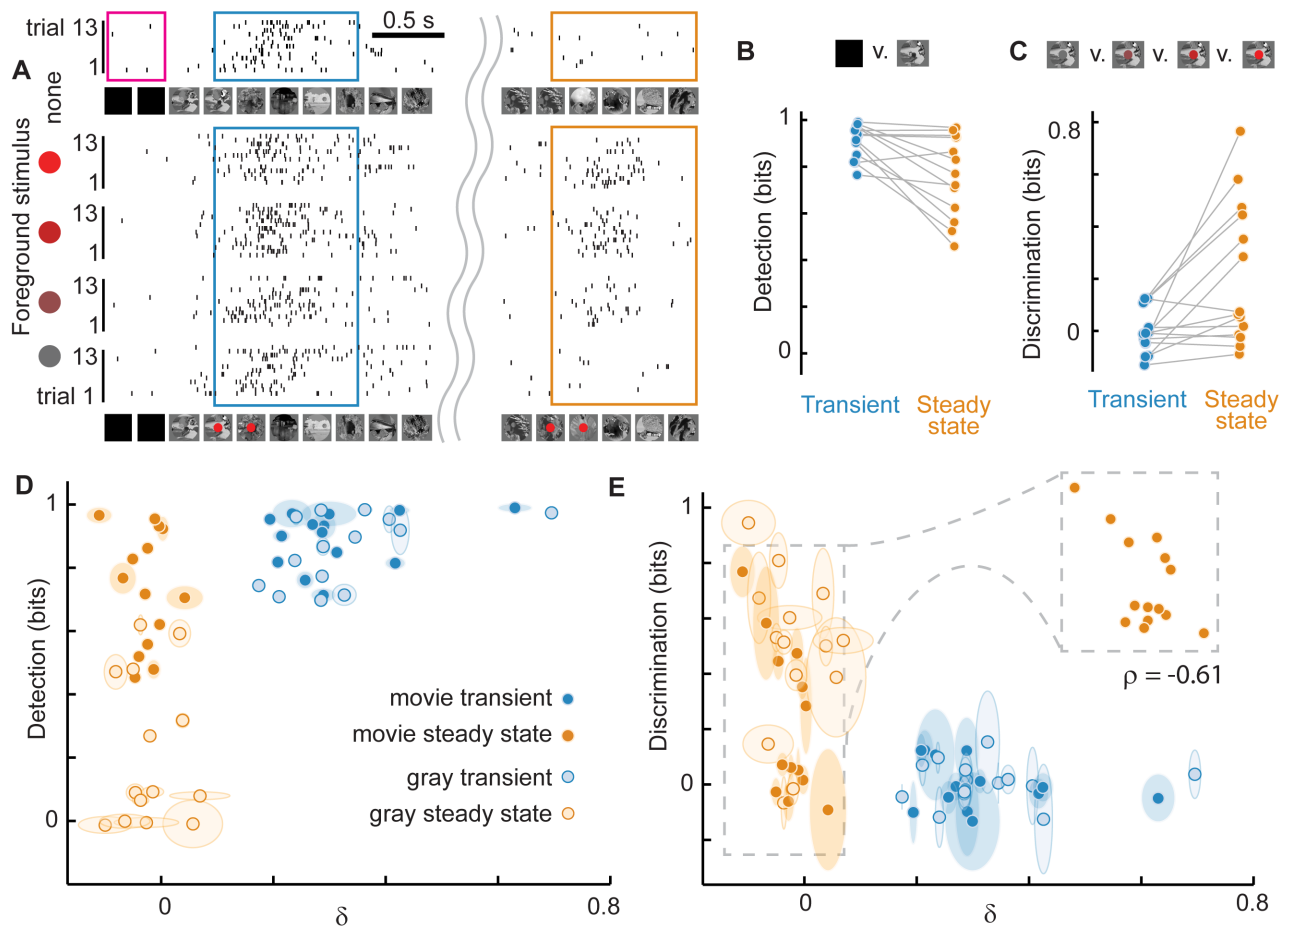 A
trial 13
1
0.5 s
none
Foreground stimulus
13
1
13
1
13
1
13
trial 1
B
v.
Detection (bits)
1
0
Transient
Steady
state
C
v.
v.
v.
Discrimination (bits)
0.8
0
Transient
Steady
state
D
Detection (bits)
1
0
movie transient
movie steady state
gray transient
gray steady state
0
δ
0.8
E
Discrimination (bits)
1
0
ρ = -0.61
0
δ
0.8